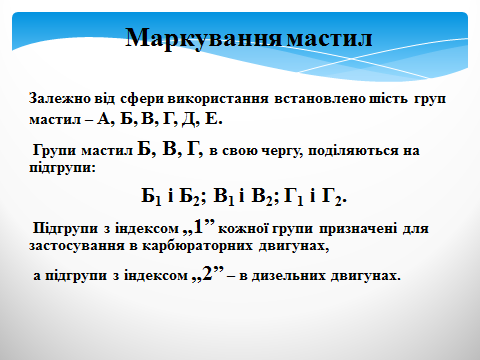 Маркування мастил
Залежно від сфери використання встановлено шість груп
мастил – А, Б, В, Г, Д, Е.
Групи мастил Б, В, Г, в свою чергу, поділяються на
підгрупи:
Б₁ і Б₂; В₁ і В₂; Г₁ і Г₂.
Підгрупи з індексом „1” кожної групи призначені для
застосування в карбюраторних двигунах,
а підгрупи з індексом „2” – в дизельних двигунах.